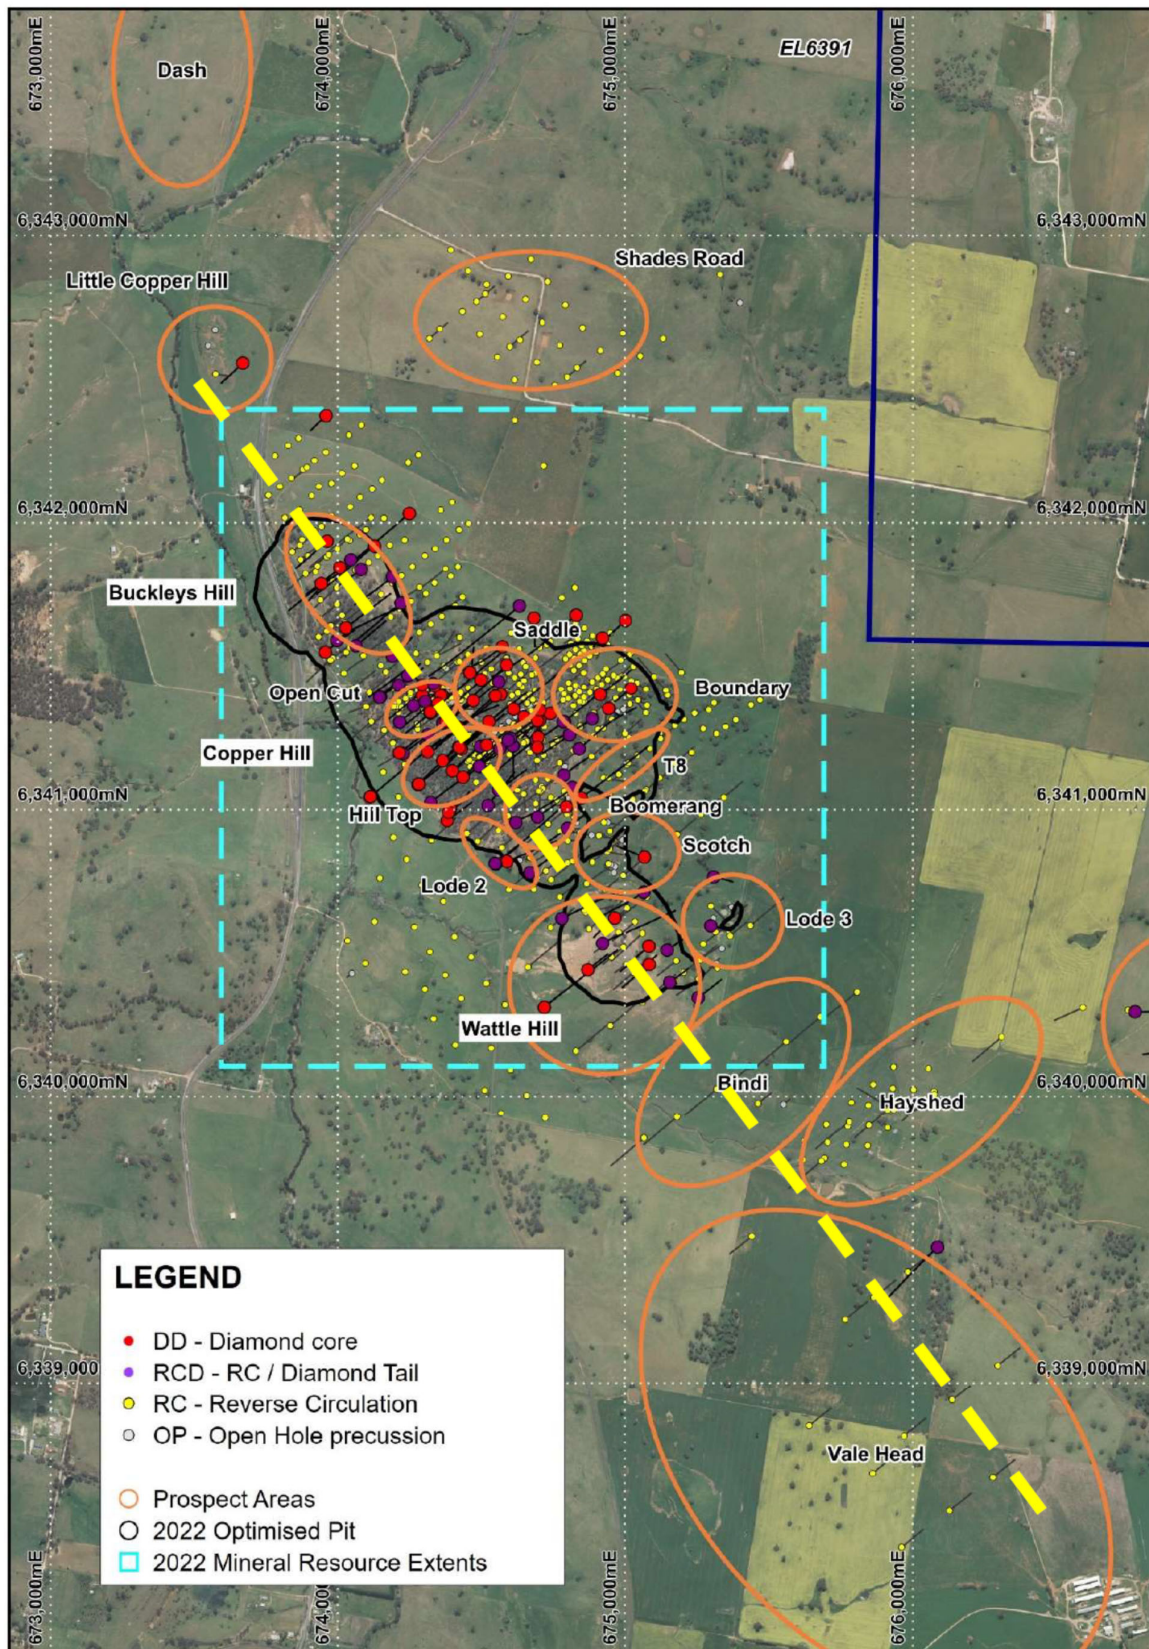 673,000mE
674,000mE
675,000mE
676,000mE
EL6391
Dash
6,343,000mN
6,343,000mN
Shades Road
Little Copper Hill
6,342,000mN
6,342,000mN
Buckleys Hill
Saddle
Open Cut
Boundary
Copper Hill
T8
6,341,000mN
6,341,000mN
Hill Top
Boomerang
Scotch
Lode 2
Lode 3
Wattle Hill
6,340,000mN
6,340,000mN
Bindi
Hayshed
LEGEND
DD - Diamond core
RCD - RC / Diamond Tail
RC - Reverse Circulation
OP - Open Hole precussion
Prospect Areas
2022 Optimised Pit
2022 Mineral Resource Extents
6,339,000
6,339,000mN
Vale Head
673,000mE
674,000mE
675,000mE
676,000mE